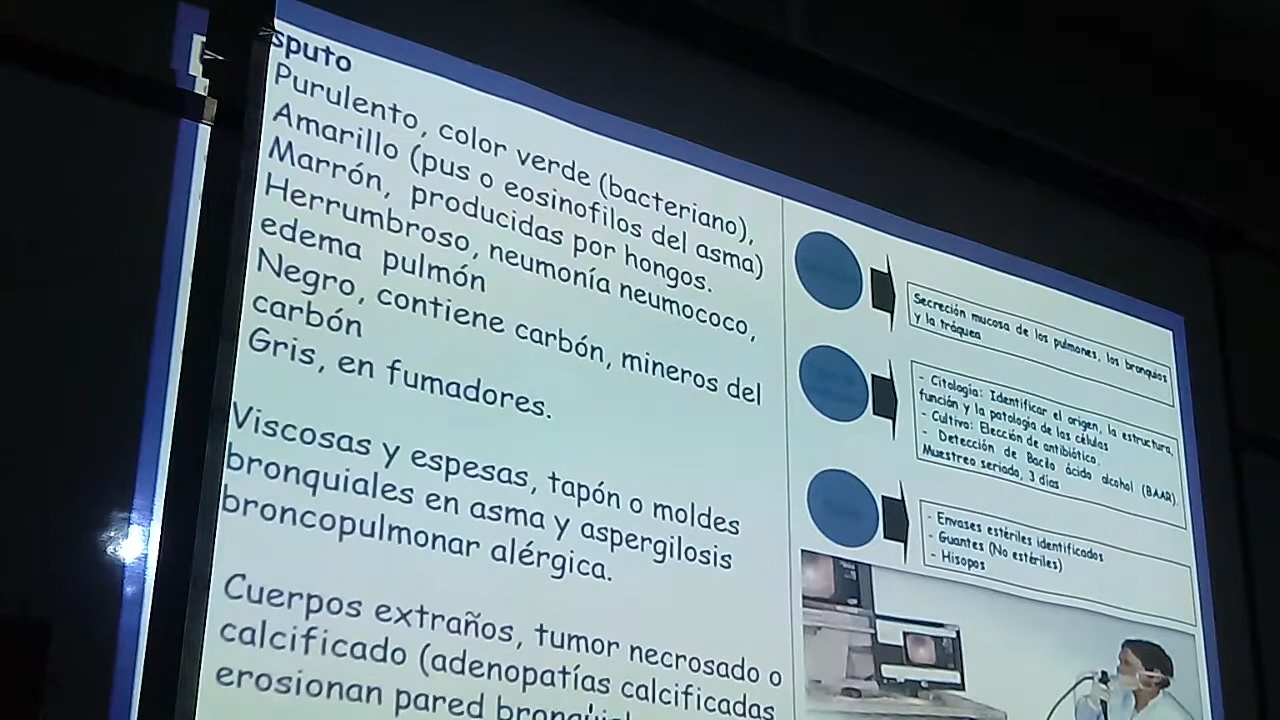 sputo
Purulento, color verde (bacteriano),
Amarillo (pus o eosinofilos del asma)
Marrón, producidas por hongos.
Herrumbroso, neumonía neumococo,
edema pulmón
Negro, contiene carbón, mineros del
carbón
Gris, en fumadores.
Viscosas y espesas, tapón o moldes
bronquiales en asma y aspergilosis
broncopulmonar alérgica.
Cuerpos extraños, tumor necrosado o
calcificado (adenopatías calcificadas
erosionan pared
Secreción mucosa de los pulmones, los bronquios
y la tráquea
- Citología: Identificar el origen, la estructura,
función y la patología de las células
- Cultivo: Elección de antibiótico.
- Detección de Bacilo ácido alcohol (BAAR).
Muestreo seriado, 3 días
- Envases estériles identificados
- Guantes (No estériles)
- Hisopos